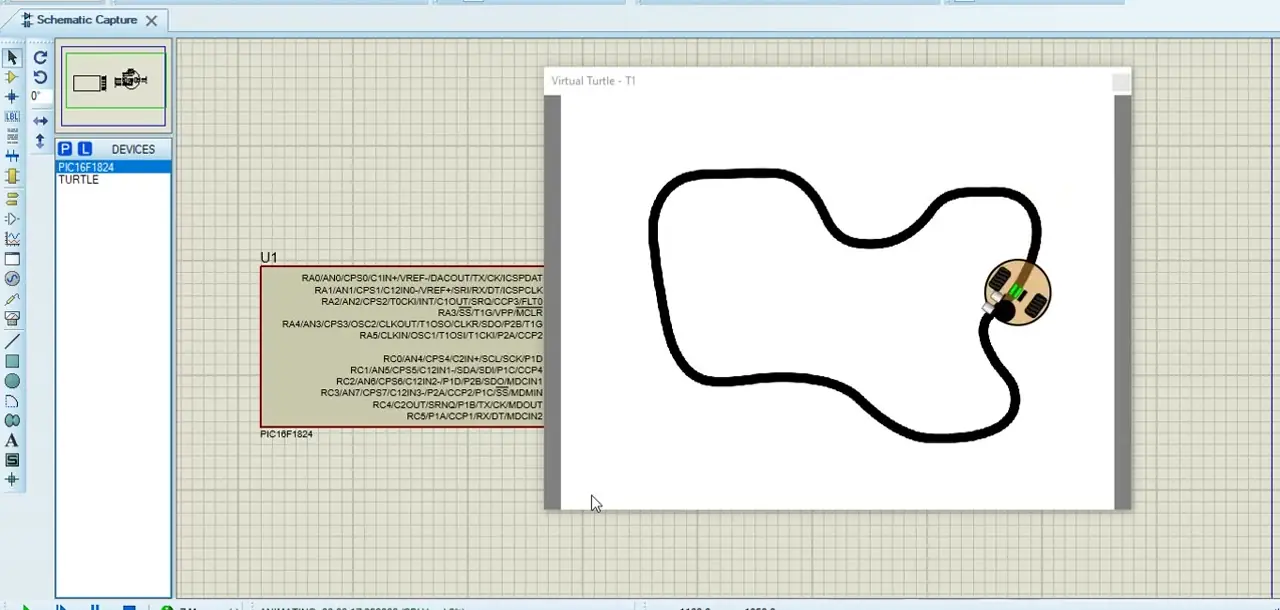 Schematic Capture
Virtual Turtle - T1
0°
LBL
P L DEVICES
PIC16F1824
TURTLE
U1
RA0/AN0/CPS0/C1IN+/VREF-/DACOUT/TX/CK/ICSPDAT
RA1/AN1/CPS1/C12IN0-/VREF+/SRI/RX/DT/ICSPCLK
RA2/AN2/CPS2/T0CKI/INT/C1OUT/SRQ/CCP3/FLT0
RA3/SS/T1G/VPP/MCLR
RA4/AN3/CPS3/OSC2/CLKOUT/T1OSO/CLKR/SDO/P2B/T1G
RA5/CLKIN/OSC1/T1OSI/T1CKI/P2A/CCP2
RC0/AN4/CPS4/C2IN+/SCL/SCK/P1D
RC1/AN5/CPS5/C12IN1-/SDA/SDI/P1C/CCP4
RC2/AN6/CPS6/C12IN2-/P1D/P2B/SDO/MDCIN1
RC3/AN7/CPS7/C12IN3-/P2A/CCP2/P1C/SS/MDMIN
RC4/C2OUT/SRNQ/P1B/TX/CK/MDOUT
RC5/P1A/CCP1/RX/DT/MDCIN2
PIC16F1824
A
S